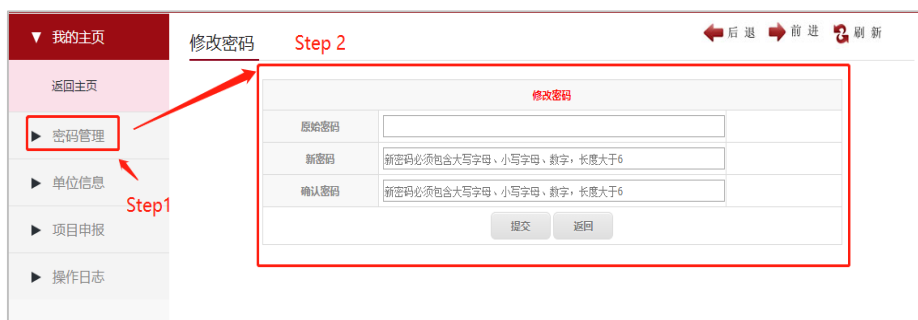 ▼ 我的主页
后退 前进 刷新
修改密码 Step 2
返回主页
修改密码
原始密码
▶ 密码管理
新密码 新密码必须包含大写字母、小写字母、数字，长度大于6
▶ 单位信息
确认密码 新密码必须包含大写字母、小写字母、数字，长度大于6
Step1
提交 返回
▶ 项目申报
▶ 操作日志